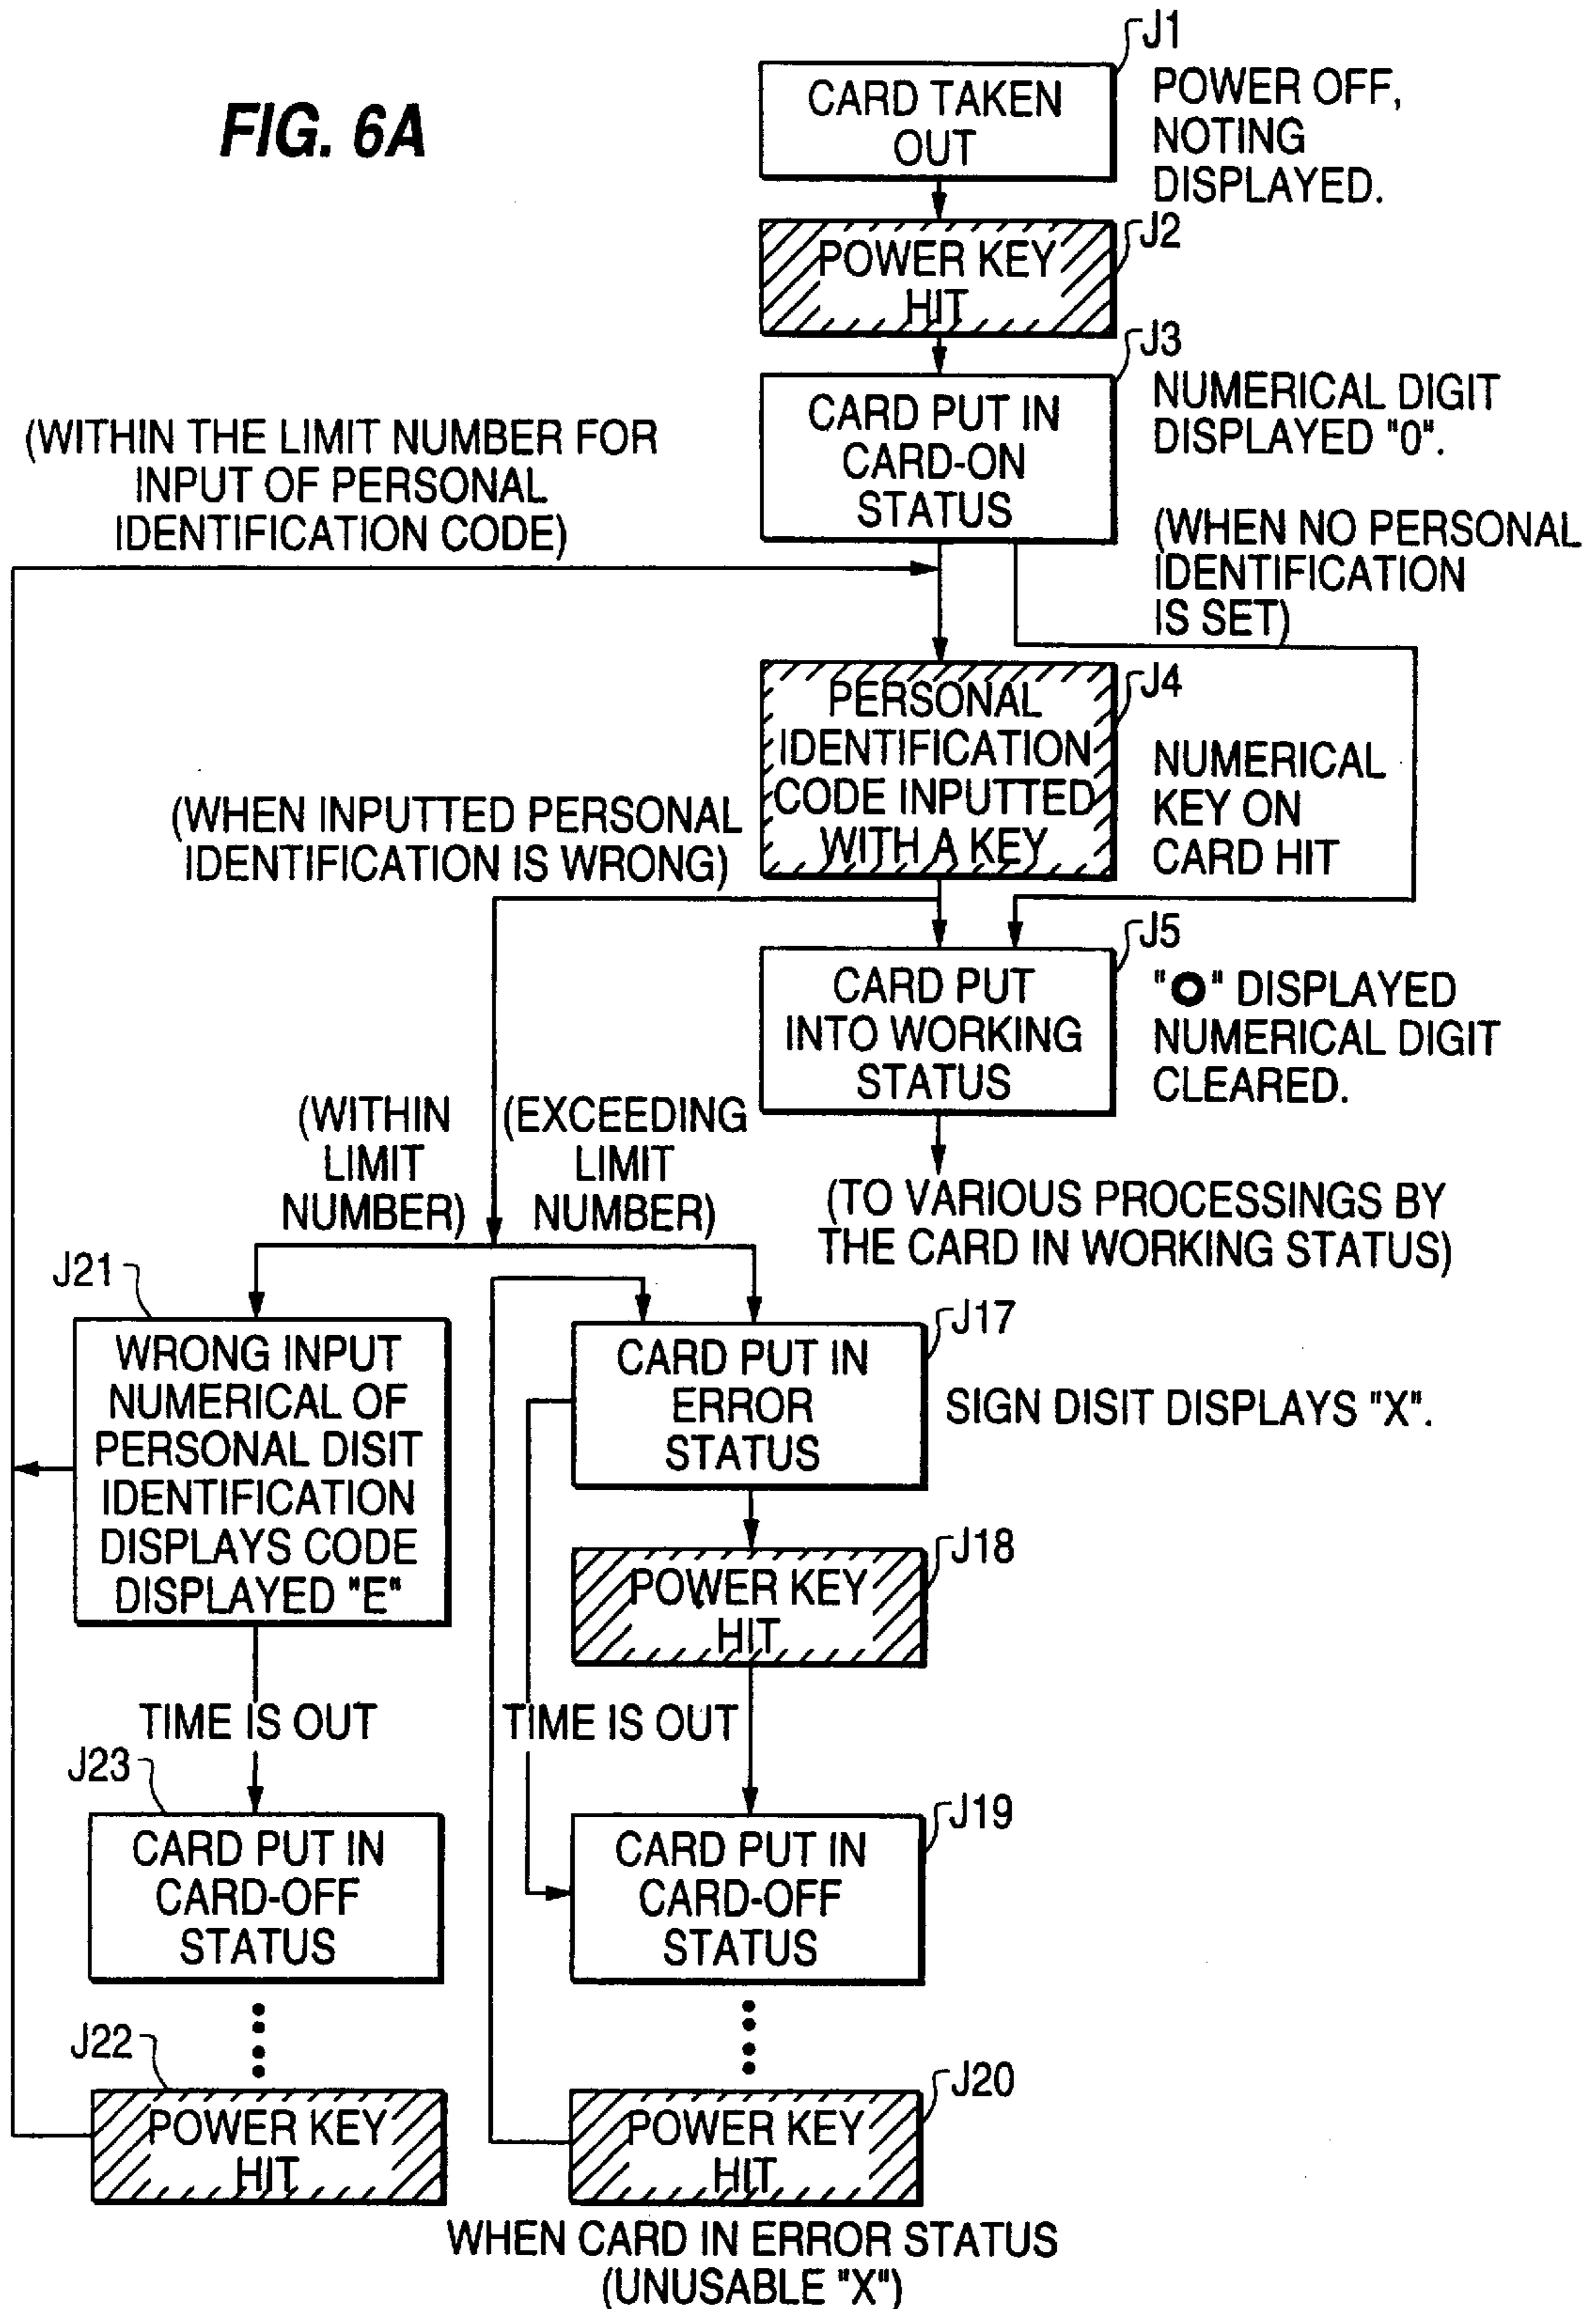 FIG. 6A
J1
CARD TAKEN
OUT
POWER OFF,
NOTING
DISPLAYED.
J2
POWER KEY
HIT
J3
CARD PUT IN
CARD-ON
STATUS
NUMERICAL DIGIT
DISPLAYED "0".
(WITHIN THE LIMIT NUMBER FOR
INPUT OF PERSONAL
IDENTIFICATION CODE)
(WHEN NO PERSONAL
IDENTIFICATION
IS SET)
J4
PERSONAL
IDENTIFICATION
CODE INPUTTED
WITH A KEY
NUMERICAL
KEY ON
CARD HIT
(WHEN INPUTTED PERSONAL
IDENTIFICATION IS WRONG)
J5
CARD PUT
INTO WORKING
STATUS
"O" DISPLAYED
NUMERICAL DIGIT
CLEARED.
(WITHIN
LIMIT
NUMBER)
(EXCEEDING
LIMIT
NUMBER)
(TO VARIOUS PROCESSINGS BY
THE CARD IN WORKING STATUS)
J21
WRONG INPUT
NUMERICAL OF
PERSONAL DISIT
IDENTIFICATION
DISPLAYS CODE
DISPLAYED "E"
J17
CARD PUT IN
ERROR
STATUS
SIGN DISIT DISPLAYS "X".
J18
POWER KEY
HIT
TIME IS OUT
TIME IS OUT
J23
CARD PUT IN
CARD-OFF
STATUS
J19
CARD PUT IN
CARD-OFF
STATUS
J22
POWER KEY
HIT
J20
POWER KEY
HIT
WHEN CARD IN ERROR STATUS
(UNUSABLE "X")